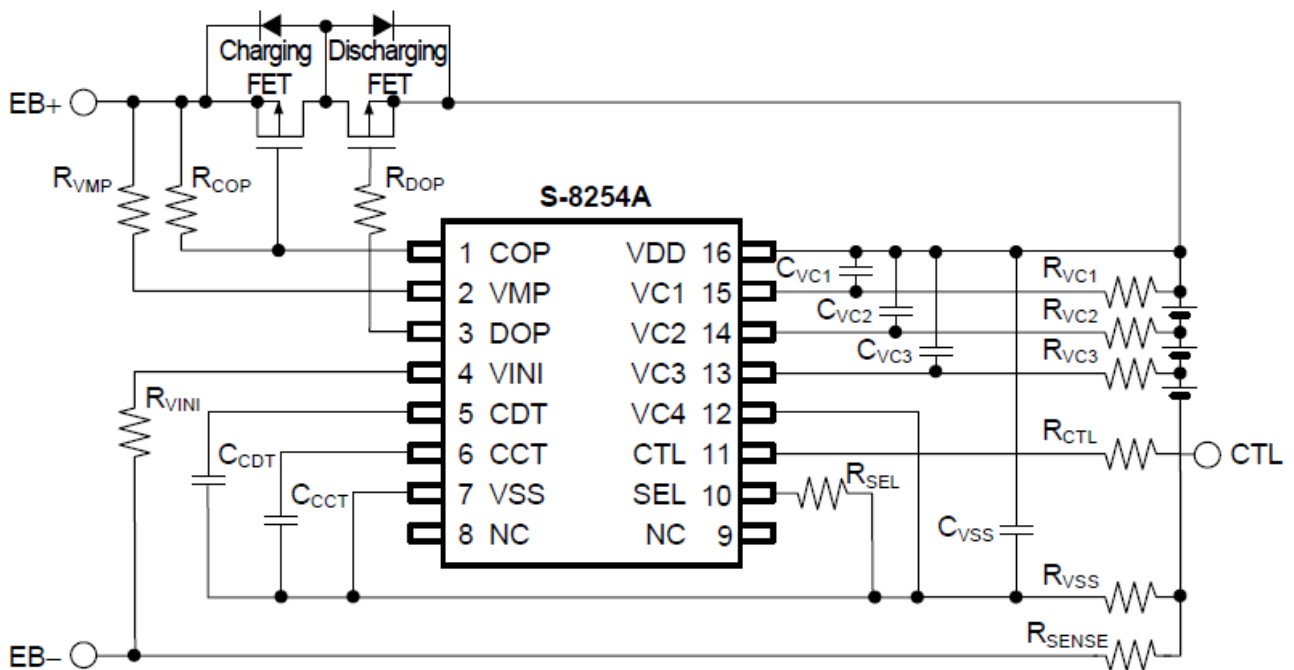 Charging FET
Discharging FET
EB+
RVMP
RCOP
RDOP
S-8254A
1 COP
2 VMP
3 DOP
4 VINI
5 CDT
6 CCT
7 VSS
8 NC
VDD 16
VC1 15
VC2 14
VC3 13
VC4 12
CTL 11
SEL 10
NC 9
CVC1
CVC2
CVC3
RVC1
RVC2
RVC3
RVINI
CCDT
CCCT
RCTL
CTL
RSEL
CVSS
RVSS
RSENSE
EB−